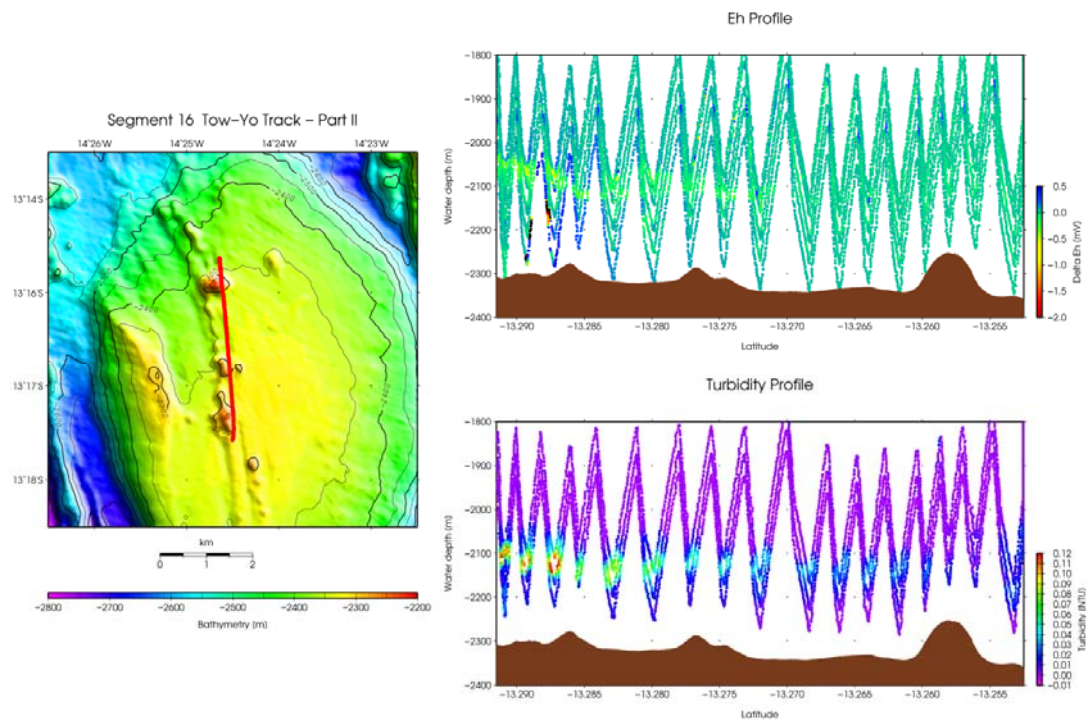 Segment 16 Tow-Yo Track - Part II
14°26'W 14°25'W 14°24'W 14°23'W
13°14'S
13°16'S
13°17'S
13°18'S
-2400
km
0 1 2
-2800 -2700 -2600 -2500 -2400 -2300 -2200
Bathymetry (m)
Eh Profile
Water depth (m)
-1800
-1900
-2000
-2100
-2200
-2300
-2400
-13.290 -13.285 -13.280 -13.275 -13.270 -13.265 -13.260 -13.255
Latitude
Delta Eh (mV)
0.5
0.0
-0.5
-1.0
-1.5
-2.0
Turbidity Profile
Water depth (m)
-1800
-1900
-2000
-2100
-2200
-2300
-2400
-13.290 -13.285 -13.280 -13.275 -13.270 -13.265 -13.260 -13.255
Latitude
Turbidity (NTU)
0.12
0.11
0.10
0.09
0.08
0.07
0.06
0.05
0.04
0.03
0.02
0.01
0.00
-0.01